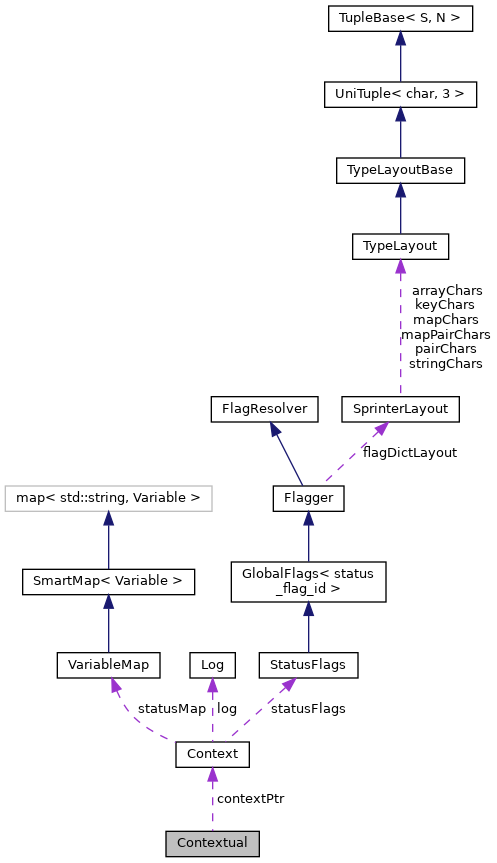 TupleBase< S, N >
UniTuple< char, 3 >
TypeLayoutBase
TypeLayout
arrayChars
keyChars
mapChars
mapPairChars
pairChars
stringChars
FlagResolver
SprinterLayout
flagDictLayout
map< std::string, Variable >
Flagger
SmartMap< Variable >
GlobalFlags< status
_flag_id >
VariableMap
Log
StatusFlags
statusMap
log
statusFlags
Context
contextPtr
Contextual